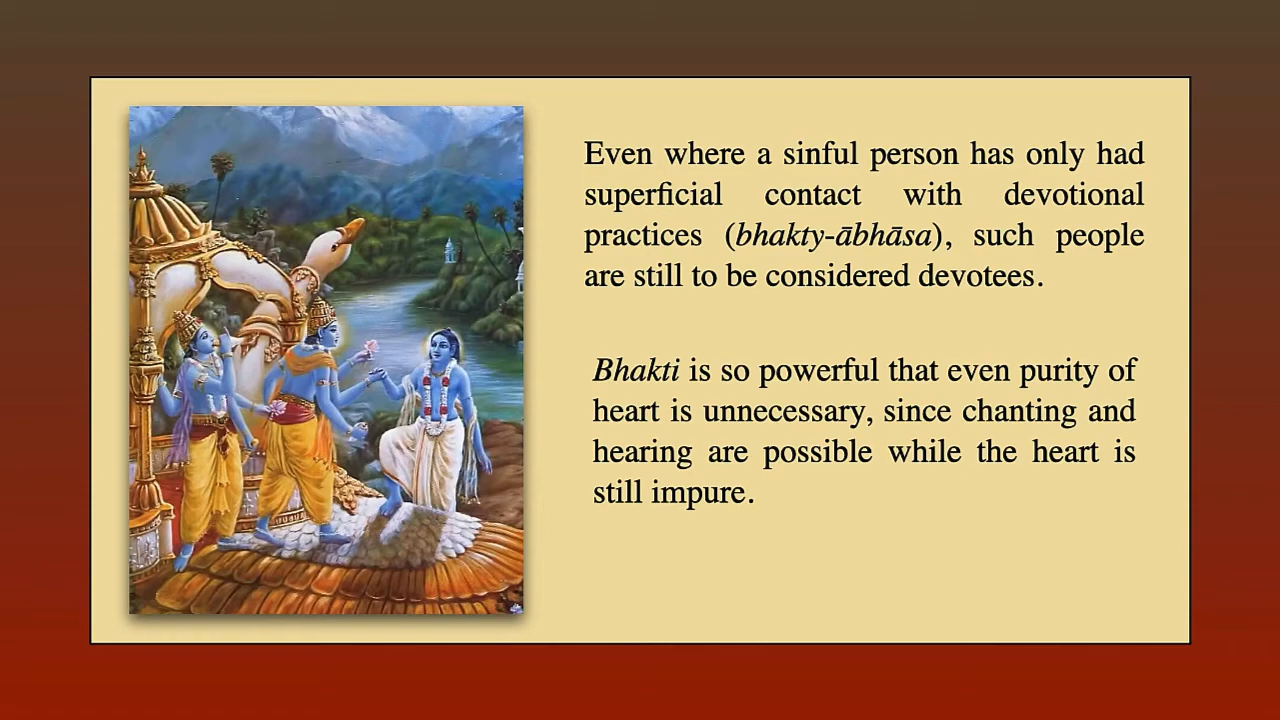 Even where a sinful person has only had
superficial contact with devotional
practices (bhakty-ābhāsa), such people
are still to be considered devotees.
Bhakti is so powerful that even purity of
heart is unnecessary, since chanting and
hearing are possible while the heart is
still impure.